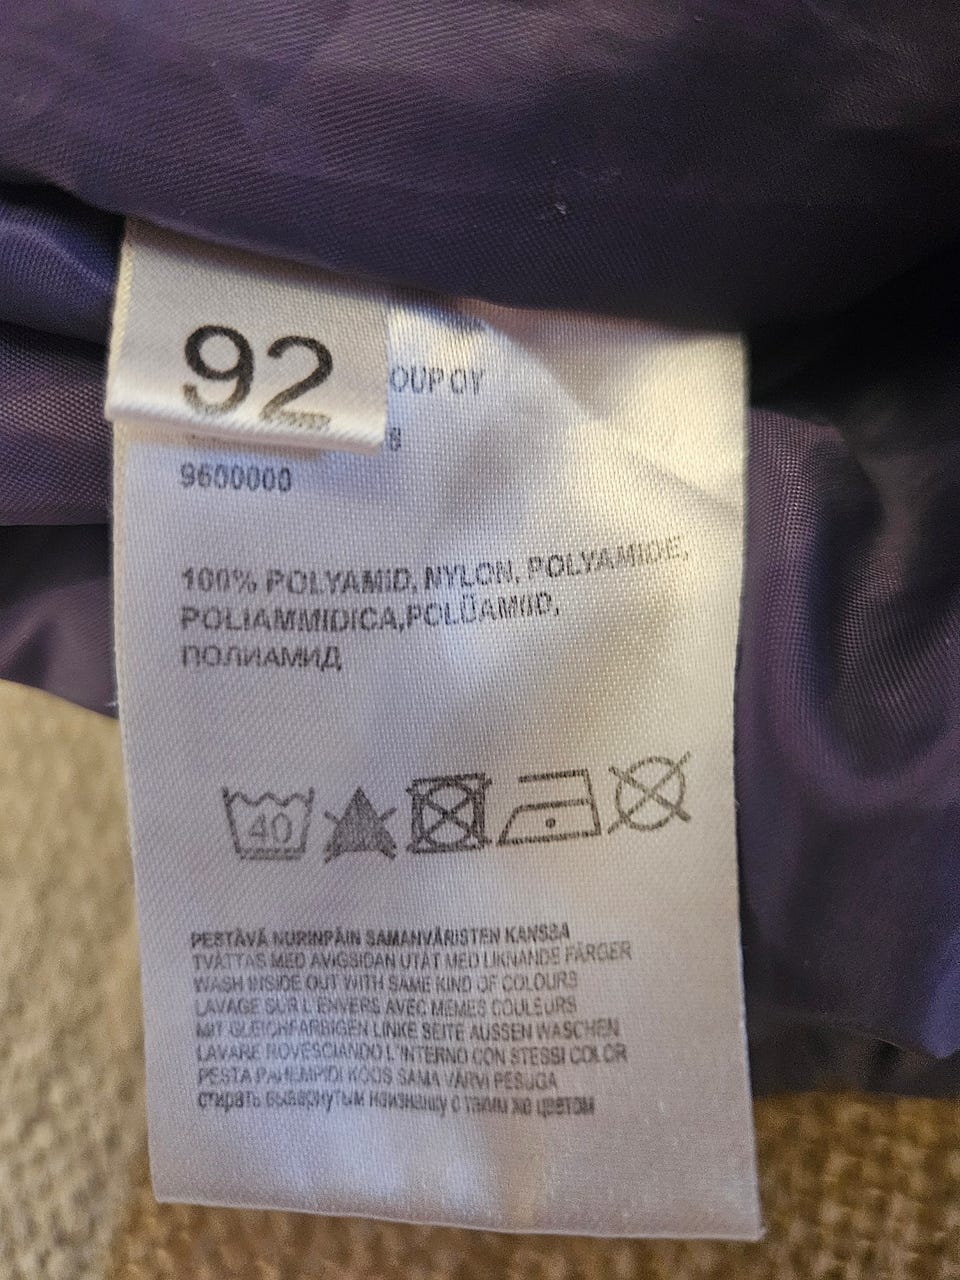 92
OUP OY
8
9600000
100% POLYAMID, NYLON, POLYAMIDE,
POLIAMMIDICA,POLÜAMIID,
ПОЛИАМИД
40
PESTÄVÄ NURINPÄIN SAMANVÄRISTEN KANSSA
TVÄTTAS MED AVIGSIDAN UTÅT MED LIKNANDE FÄRGER
WASH INSIDE OUT WITH SAME KIND OF COLOURS
LAVAGE SUR L'ENVERS AVEC MEMES COULEURS
MIT GLEICHFARBIGEN LINKE SEITE AUSSEN WASCHEN
LAVARE ROVESCIANDO L'INTERNO CON STESSI COLOR
PESTA PAHEMPIDI KOOS SAMA VÄRVI PESUGA
стирать вывернутым наизнанку с таким же цветом